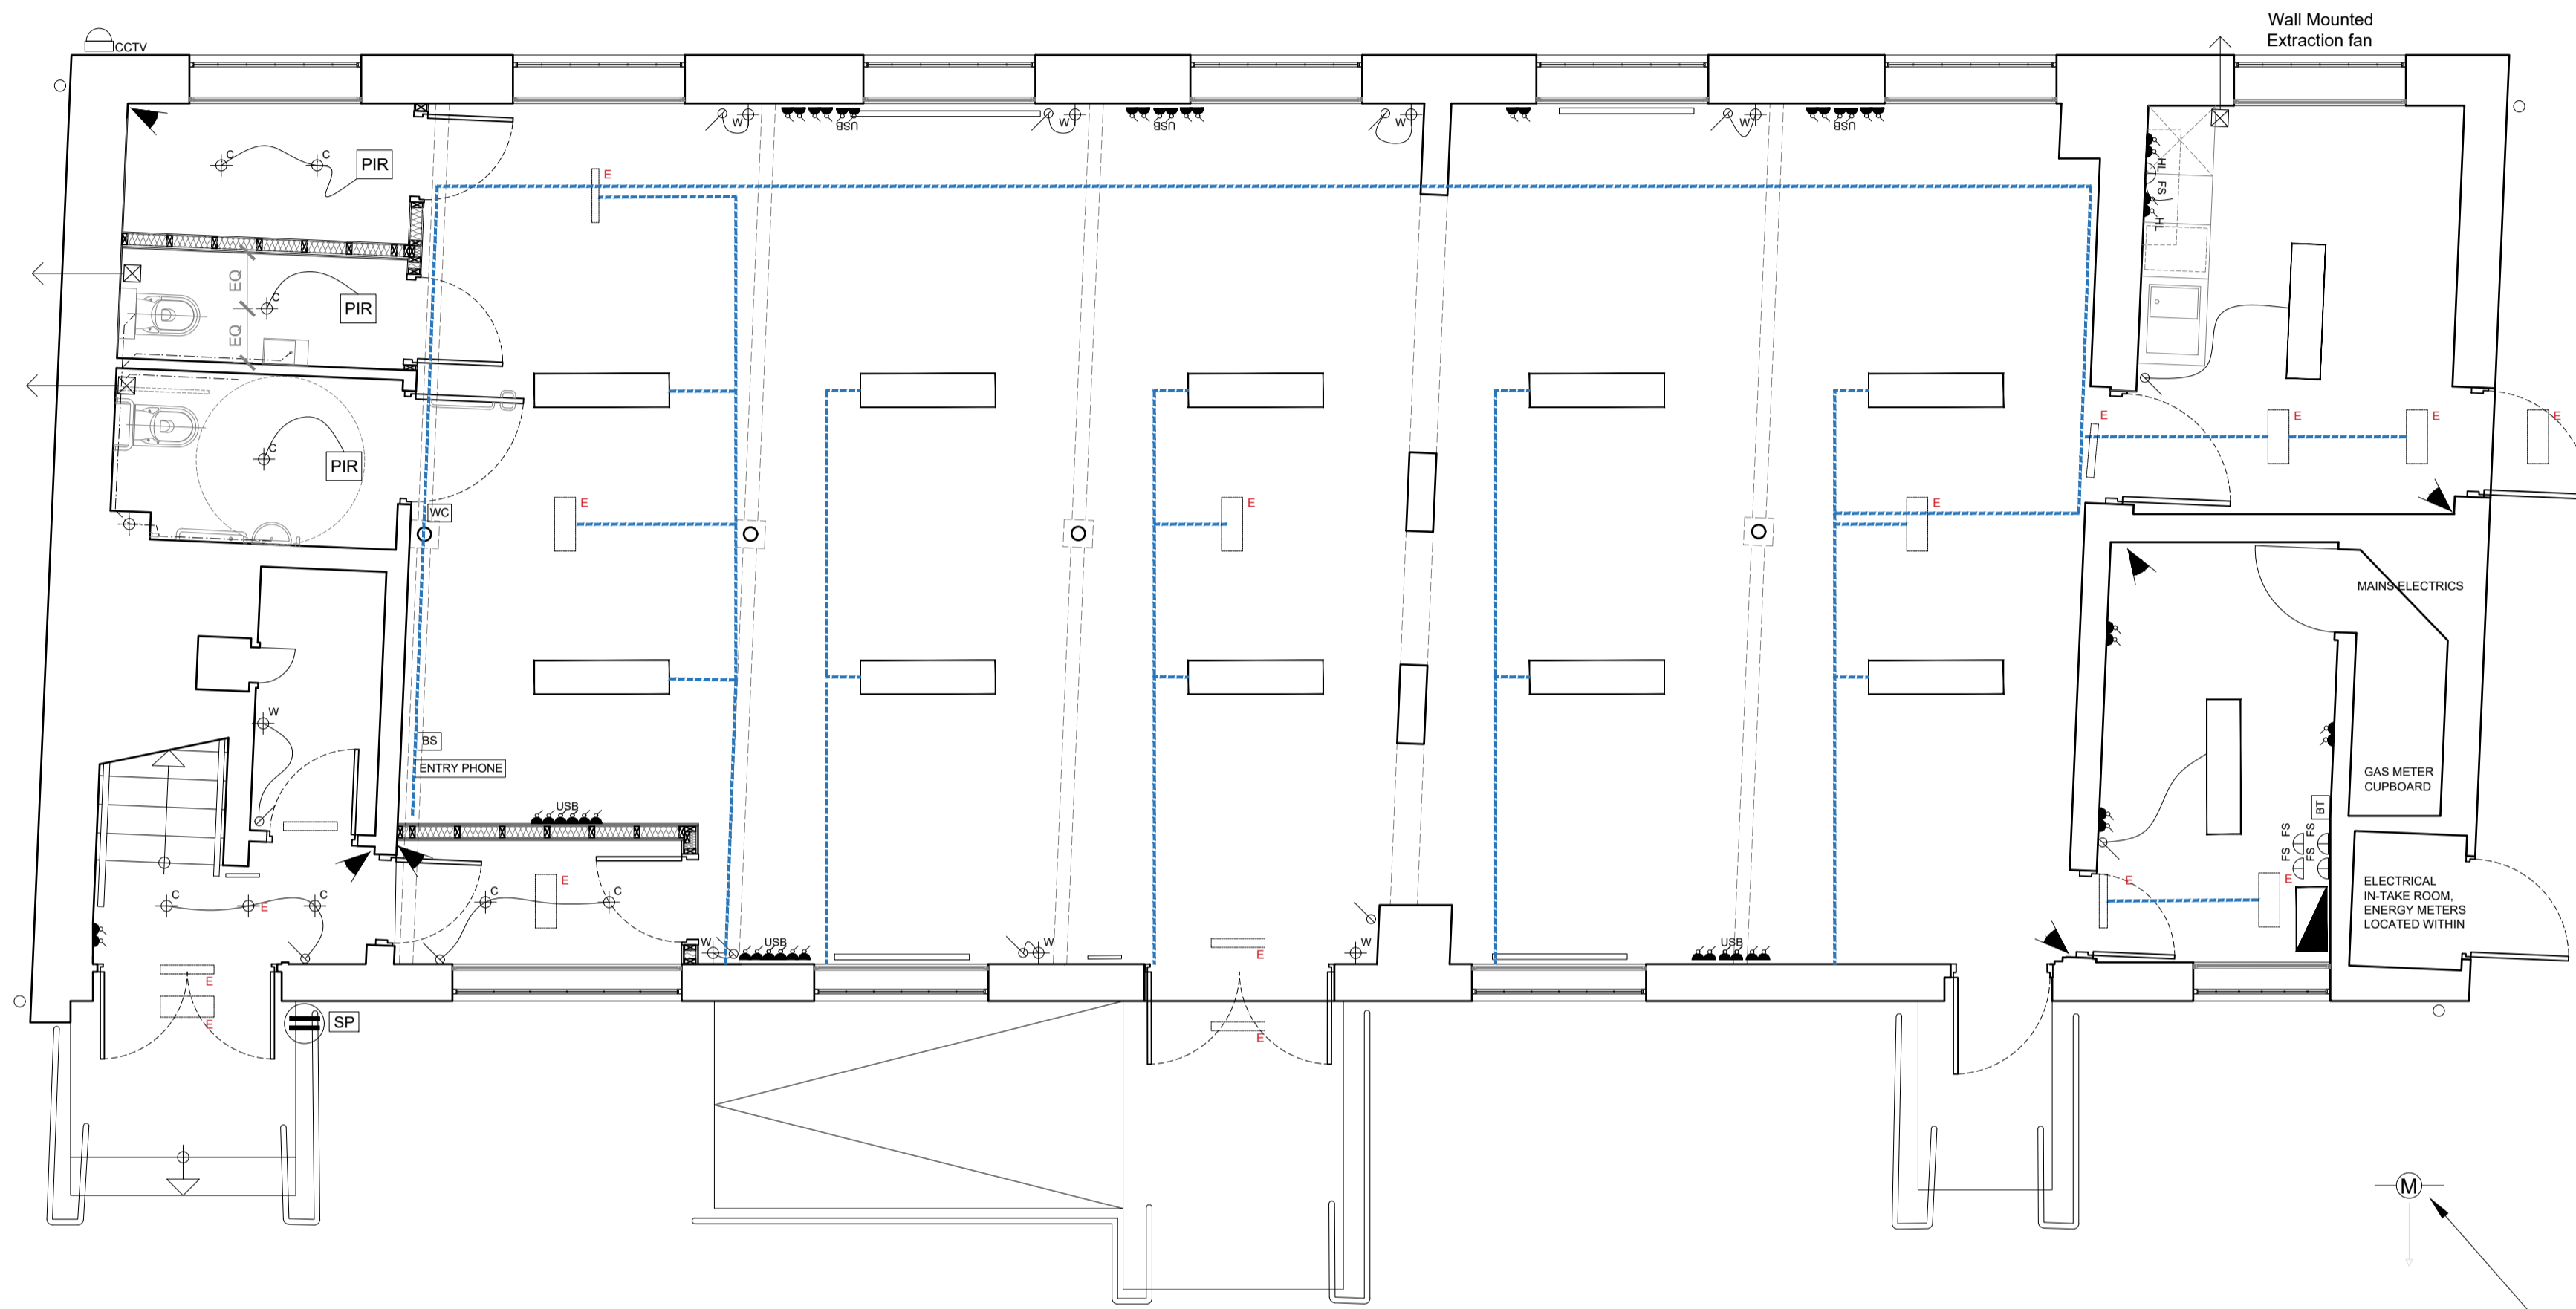 Wall Mounted
Extraction fan
CCTV
W
USB
W
USB
W
W
USB
C
C
PIR
E
HL
FS
HL
EQ
EQ
C
PIR
C
PIR
E
E
E
E
WC
E
E
E
MAINS ELECTRICS
W
BS
ENTRY PHONE
USB
GAS METER
CUPBOARD
BT
FS
FS
FS
FS
E
E
E
ELECTRICAL
IN-TAKE ROOM,
ENERGY METERS
LOCATED WITHIN
C
E
C
C
C
W
USB
W
W
USB
E
E
E
E
SP
M